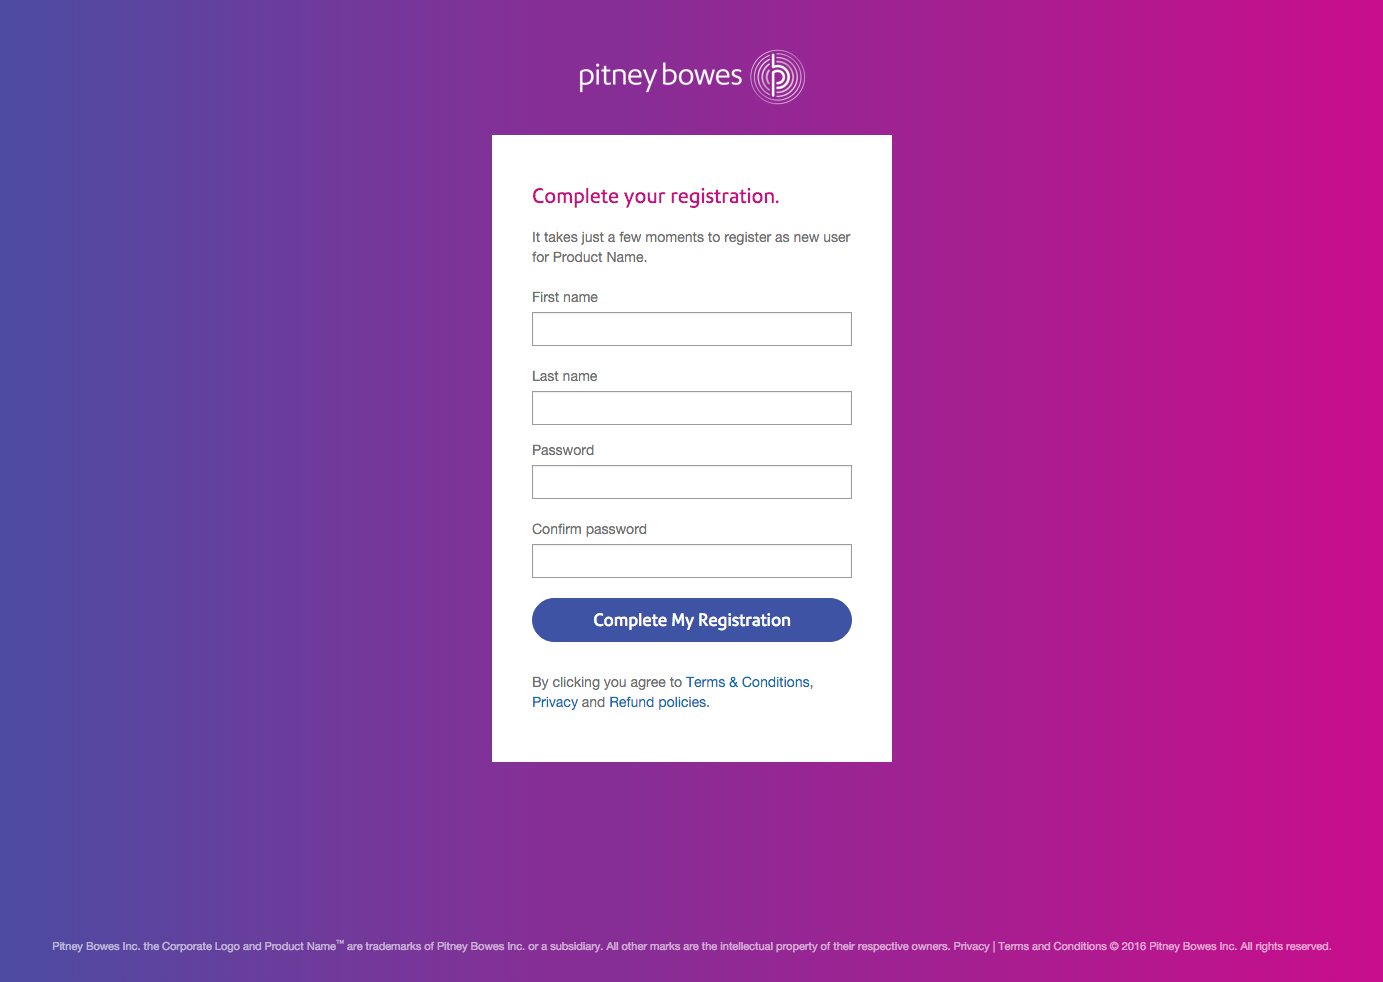 pitney bowes
Complete your registration.
It takes just a few moments to register as new user
for Product Name.
First name
Last name
Password
Confirm password
Complete My Registration
By clicking you agree to Terms & Conditions,
Privacy and Refund policies.
Pitney Bowes Inc. the Corporate Logo and Product Name™ are trademarks of Pitney Bowes Inc. or a subsidiary. All other marks are the intellectual property of their respective owners. Privacy | Terms and Conditions © 2016 Pitney Bowes Inc. All rights reserved.